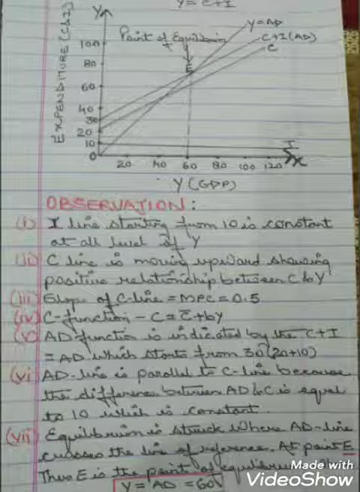 Y = C+I
Y
Y=AD
Point of Equilibrium
C+I(AD)
C
E
EXPENDITURE (C&I)
100
80
60
40
30
20
10
0
I
X
20 40 60 80 100 120
Y(GDP)
OBSERVATION:
(i) I line starting from 10 is constant
at all level of Y
(ii) C line is moving upward showing
positive relationship between C to Y
(iii) Slope of C-line = MPC = 0.5
(iv) C-function - C = C̄+bY
(v) AD function is indicated by the C+I
= AD which starts from 30 (20+10)
(vi) AD-line is parallel to C-line because
the difference between AD & C is equal
to 10 which is constant.
(vii) Equilibrium is struck where AD-line
crosses the line of reference. At point E
Thus E is the point of equilibrium
Y = AD = 60
Made with
VideoShow